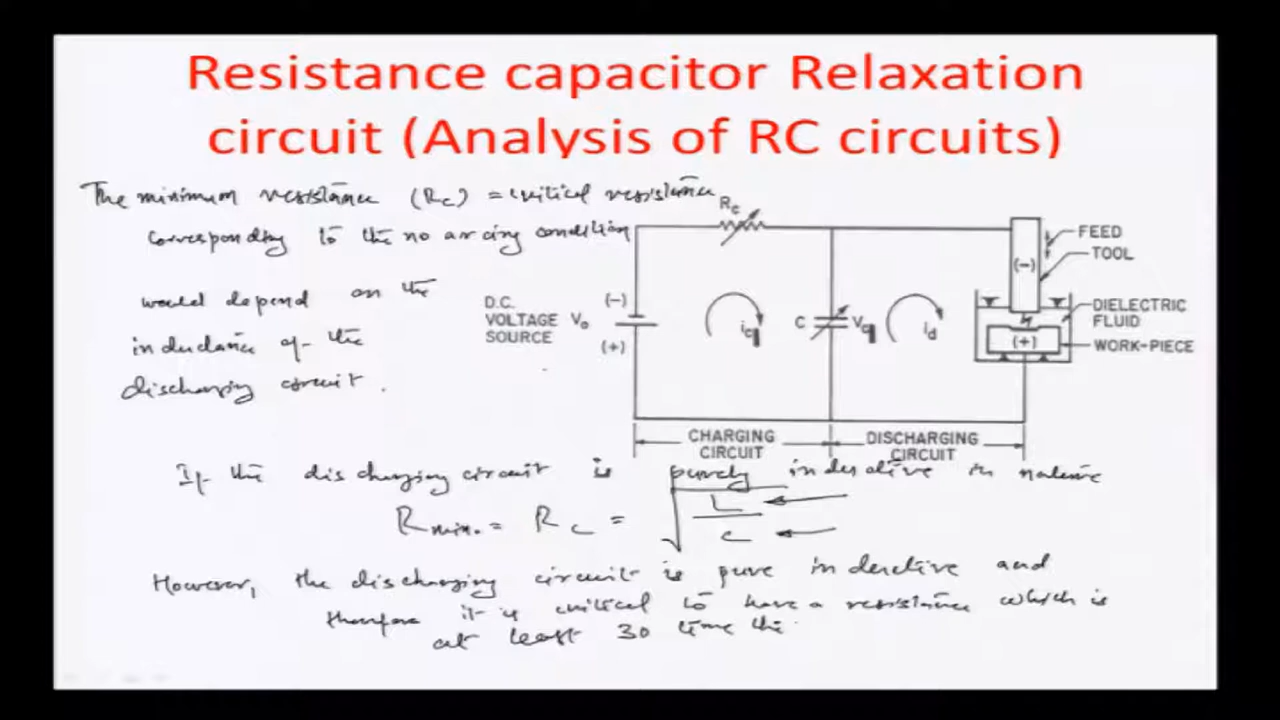 Resistance capacitor Relaxation
circuit (Analysis of RC circuits)
The minimum resistance (Rc) = critical resistance
corresponding to the no arcing condition
would depend on the
inductance of the
discharging circuit.
Rc
FEED
TOOL
(-)
D.C.
VOLTAGE
SOURCE
V₀
(-)
(+)
ic
C
Vc
id
DIELECTRIC
FLUID
(+)
WORK-PIECE
CHARGING
CIRCUIT
DISCHARGING
CIRCUIT
If the discharging circuit is purely inductive in nature
Rmin. = Rc = √(L/C)
However, the discharging circuit is pure inductive and
therefore it is critical to have a resistance which is
at least 30 time the